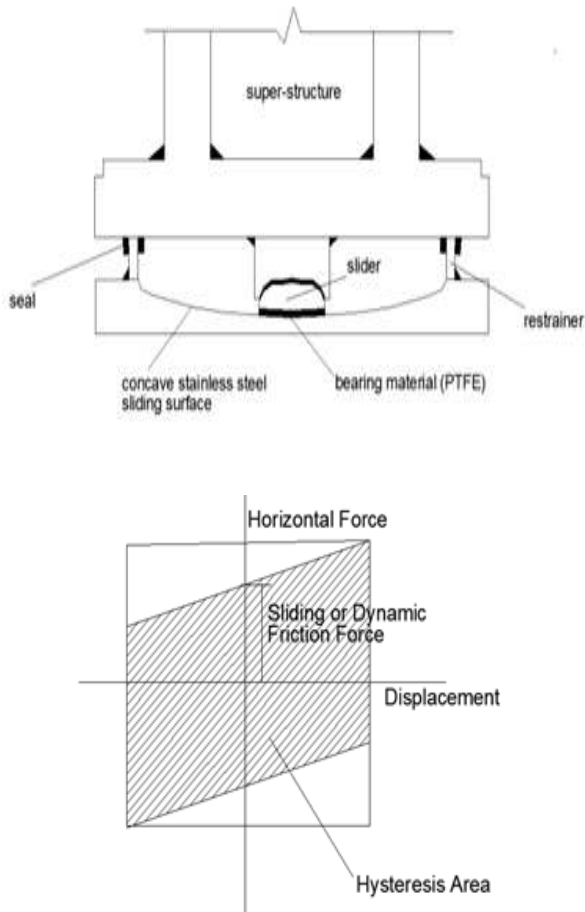 super-structure
slider
seal
restrainer
concave stainless steel
sliding surface
bearing material (PTFE)
Horizontal Force
Sliding or Dynamic
Friction Force
Displacement
Hysteresis Area